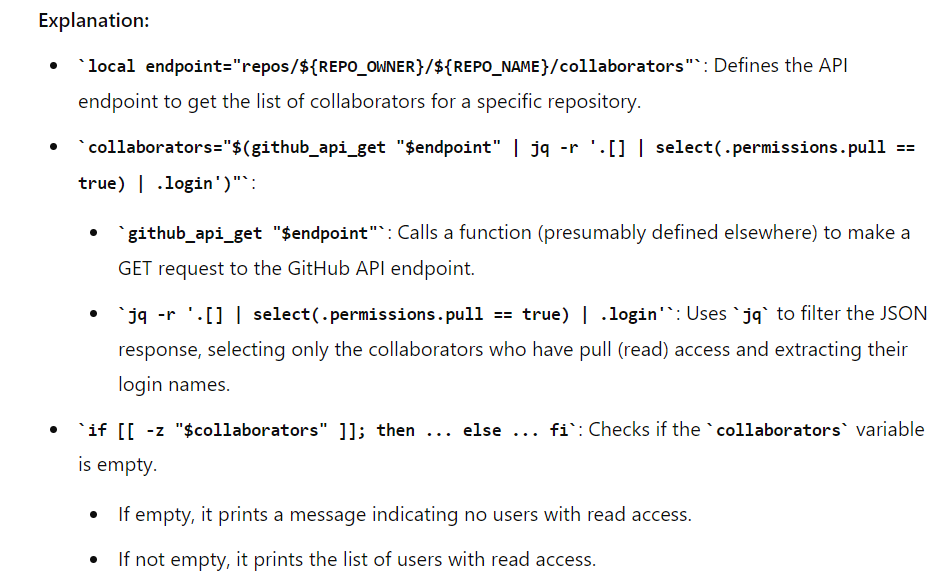 Explanation:
• `local endpoint="repos/${REPO_OWNER}/${REPO_NAME}/collaborators"`: Defines the API
endpoint to get the list of collaborators for a specific repository.
• `collaborators="$(github_api_get "$endpoint" | jq -r '.[] | select(.permissions.pull ==
true) | .login')"`:
• `github_api_get "$endpoint"`: Calls a function (presumably defined elsewhere) to make a
GET request to the GitHub API endpoint.
• `jq -r '.[] | select(.permissions.pull == true) | .login'`: Uses `jq` to filter the JSON
response, selecting only the collaborators who have pull (read) access and extracting their
login names.
• `if [[ -z "$collaborators" ]]; then ... else ... fi`: Checks if the `collaborators` variable
is empty.
• If empty, it prints a message indicating no users with read access.
• If not empty, it prints the list of users with read access.